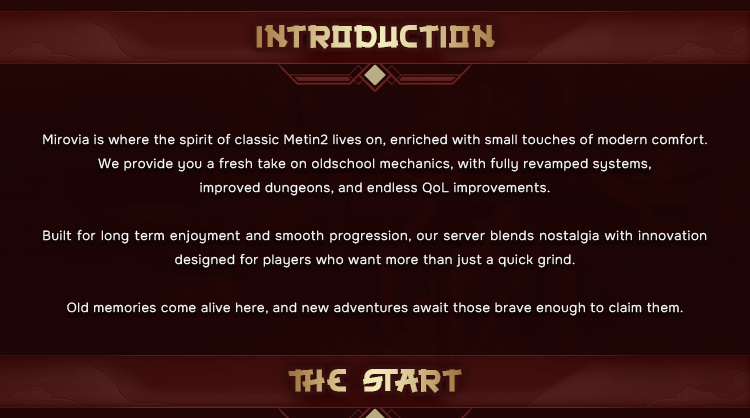 INTRODUCTION
Mirovia is where the spirit of classic Metin2 lives on, enriched with small touches of modern comfort.
We provide you a fresh take on oldschool mechanics, with fully revamped systems,
improved dungeons, and endless QoL improvements.
Built for long term enjoyment and smooth progression, our server blends nostalgia with innovation
designed for players who want more than just a quick grind.
Old memories come alive here, and new adventures await those brave enough to claim them.
THE START